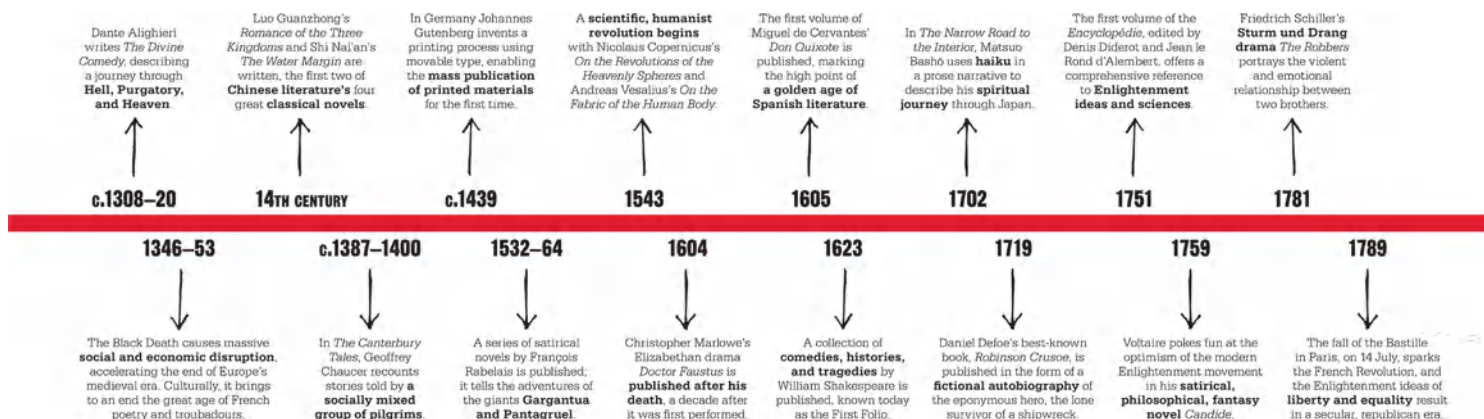 Dante Alighieri
writes The Divine
Comedy, describing
a journey through
Hell, Purgatory,
and Heaven.
Luo Guanzhong's
Romance of the Three
Kingdoms and Shi Nai'an's
The Water Margin are
written, the first two of
Chinese literature's four
great classical novels.
In Germany Johannes
Gutenberg invents a
printing process using
movable type, enabling
the mass publication
of printed materials
for the first time.
A scientific, humanist
revolution begins
with Nicolaus Copernicus's
On the Revolutions of the
Heavenly Spheres and
Andreas Vesalius's On the
Fabric of the Human Body.
The first volume of
Miguel de Cervantes'
Don Quixote is
published, marking
the high point of
a golden age of
Spanish literature.
In The Narrow Road to
the Interior, Matsuo
Bashō uses haiku in
a prose narrative to
describe his spiritual
journey through Japan.
The first volume of the
Encyclopédie, edited by
Denis Diderot and Jean le
Rond d'Alembert, offers a
comprehensive reference
to Enlightenment
ideas and sciences.
Friedrich Schiller's
Sturm und Drang
drama The Robbers
portrays the violent
and emotional
relationship between
two brothers.
c.1308–20
14TH CENTURY
c.1439
1543
1605
1702
1751
1781
1346–53
c.1387–1400
1532–64
1604
1623
1719
1759
1789
The Black Death causes massive
social and economic disruption,
accelerating the end of Europe's
medieval era. Culturally, it brings
to an end the great age of French
poetry and troubadours.
In The Canterbury
Tales, Geoffrey
Chaucer recounts
stories told by a
socially mixed
group of pilgrims.
A series of satirical
novels by François
Rabelais is published;
it tells the adventures of
the giants Gargantua
and Pantagruel.
Christopher Marlowe's
Elizabethan drama
Doctor Faustus is
published after his
death, a decade after
it was first performed.
A collection of
comedies, histories,
and tragedies by
William Shakespeare is
published, known today
as the First Folio.
Daniel Defoe's best-known
book, Robinson Crusoe, is
published in the form of a
fictional autobiography of
the eponymous hero, the lone
survivor of a shipwreck.
Voltaire pokes fun at the
optimism of the modern
Enlightenment movement
in his satirical,
philosophical, fantasy
novel Candide.
The fall of the Bastille
in Paris, on 14 July, sparks
the French Revolution, and
the Enlightenment ideas of
liberty and equality result
in a secular, republican era.